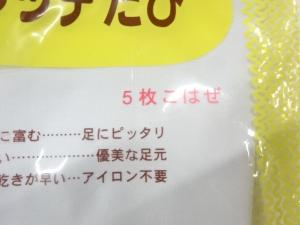 ッチたび
5枚こはぜ
に富む………足にピッタリ
い………………優美な足元
乾きが早い…アイロン不要